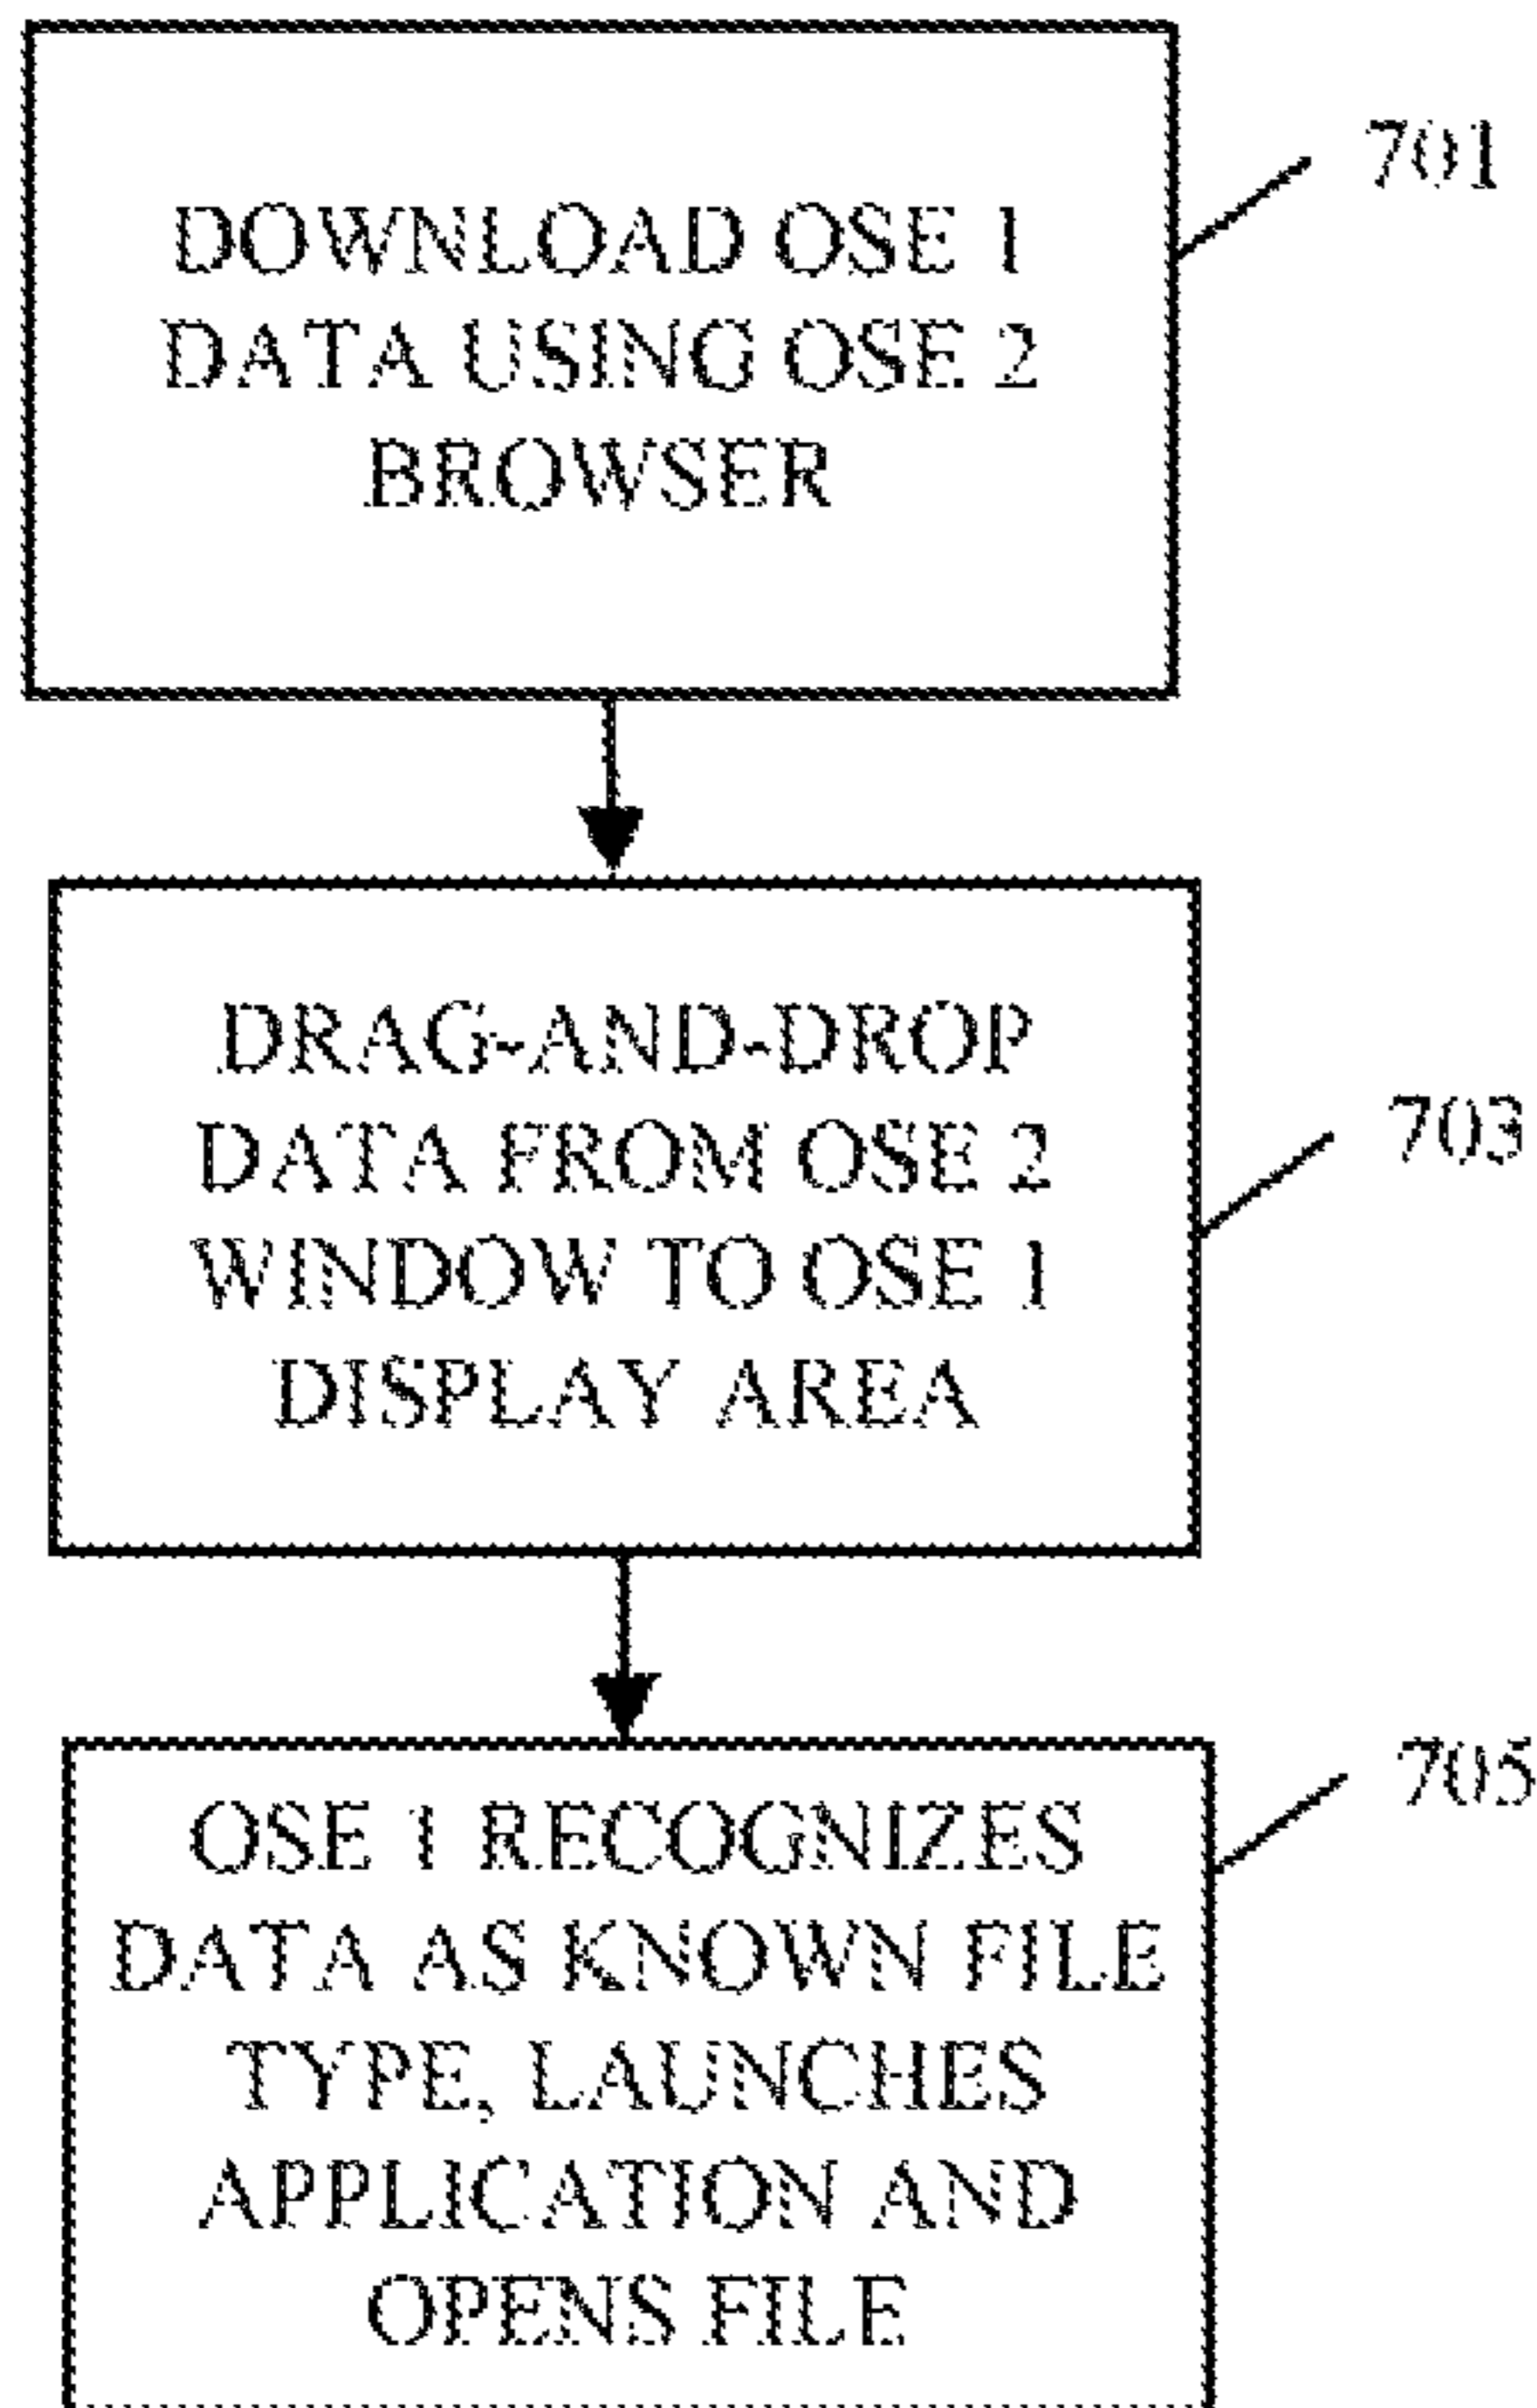 DOWNLOAD OSE 1
DATA USING OSE 2
BROWSER
701
DRAG-AND-DROP
DATA FROM OSE 2
WINDOW TO OSE 1
DISPLAY AREA
703
OSE 1 RECOGNIZES
DATA AS KNOWN FILE
TYPE, LAUNCHES
APPLICATION AND
OPENS FILE
705